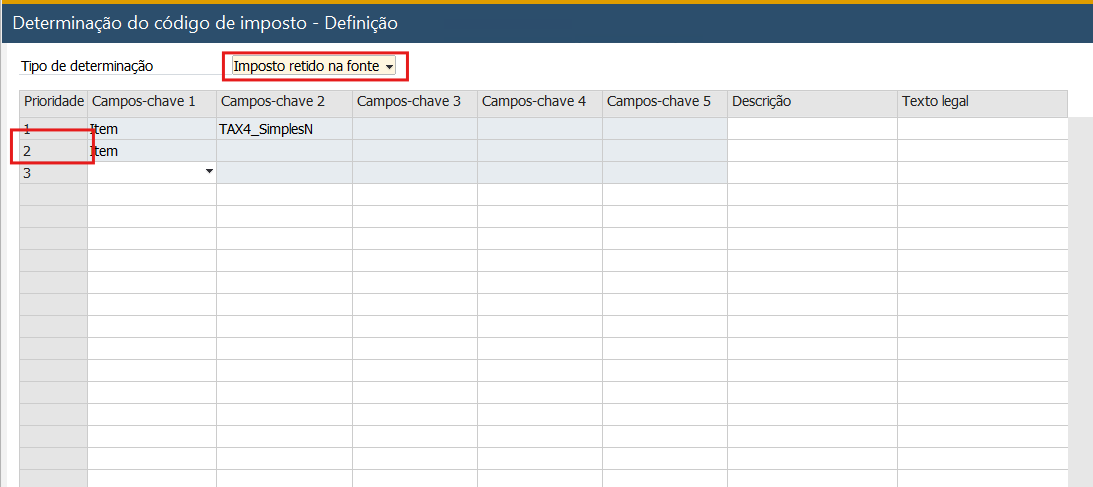 Determinação do código de imposto - Definição
Tipo de determinação Imposto retido na fonte
Prioridade Campos-chave 1 Campos-chave 2 Campos-chave 3 Campos-chave 4 Campos-chave 5 Descrição Texto legal
1 Item TAX4_SimplesN
2 Item
3